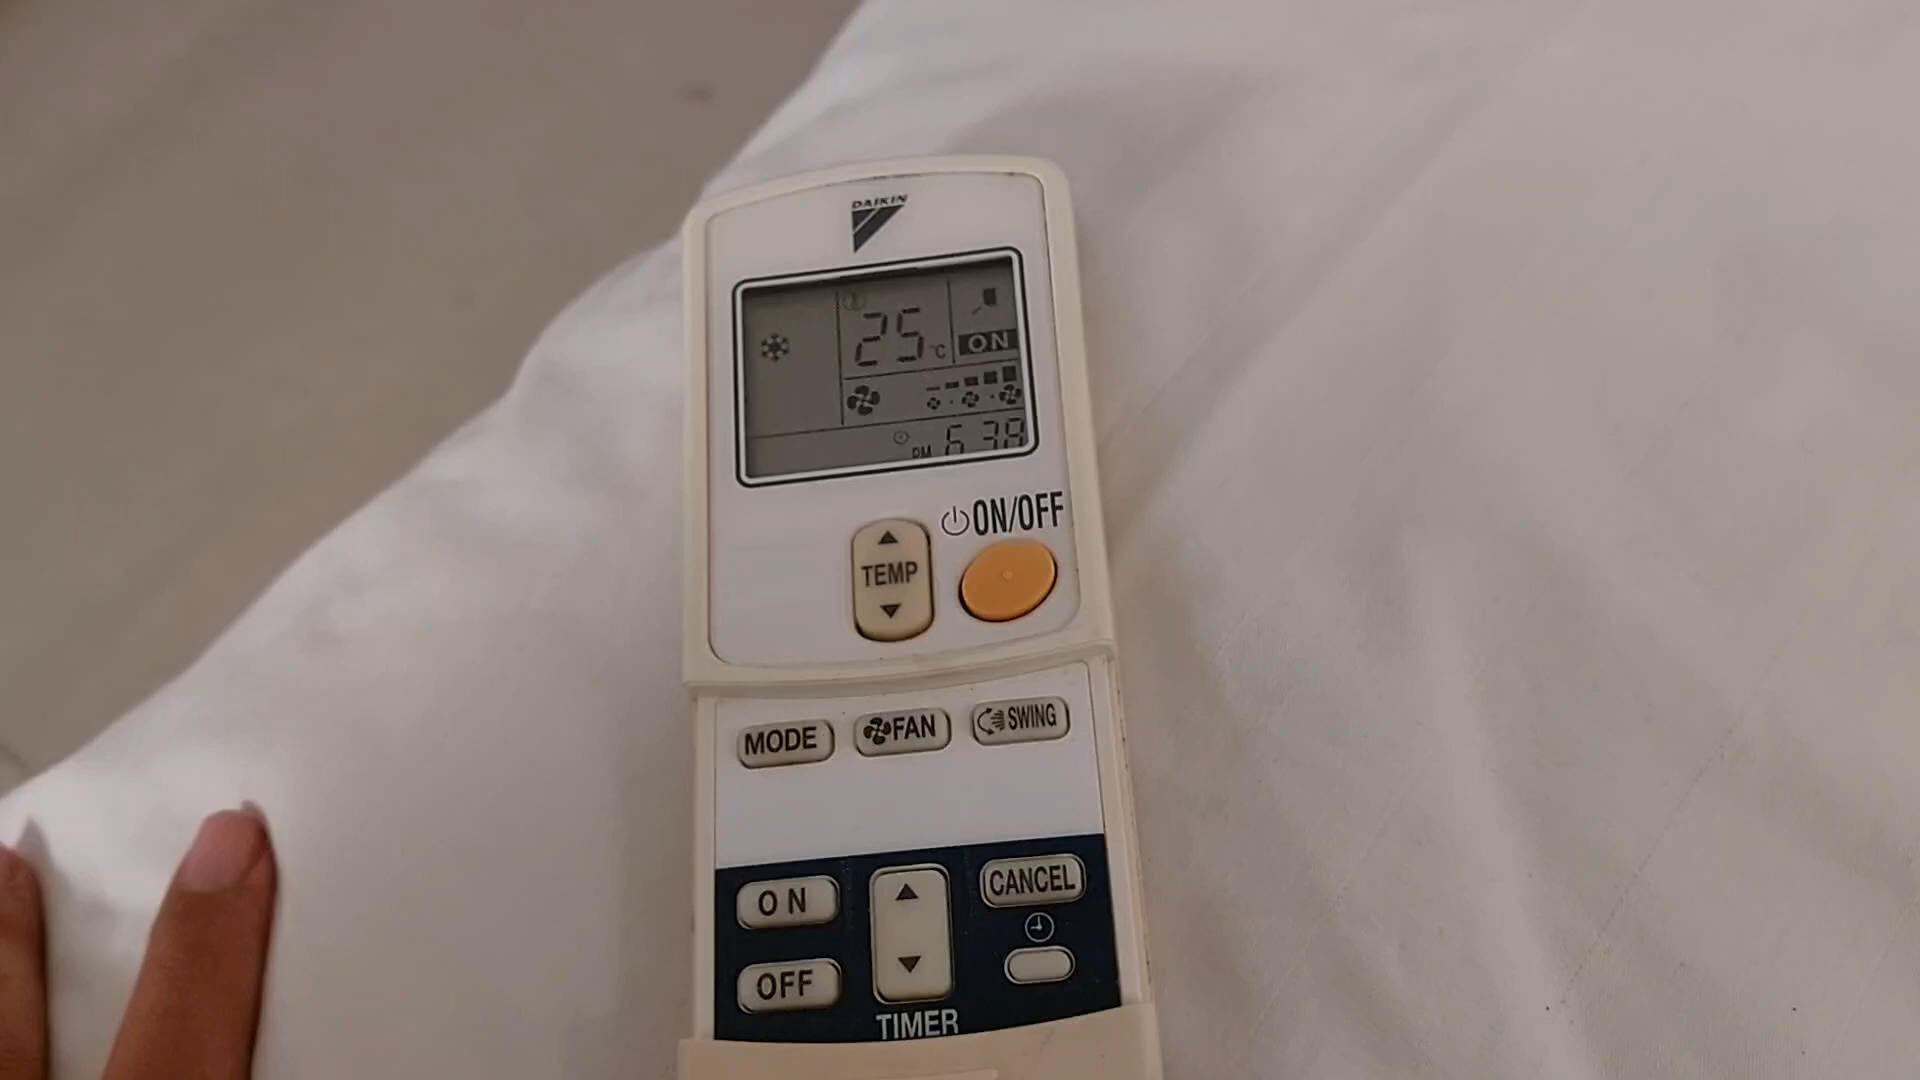 DAIKIN
25 °C
ON
PM 6 38
ON/OFF
TEMP
MODE FAN SWING
ON CANCEL
OFF
TIMER